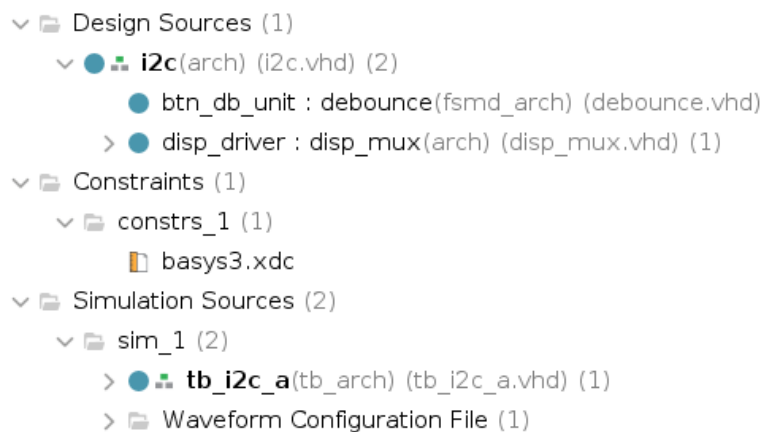 Design Sources (1)
i2c(arch) (i2c.vhd) (2)
btn_db_unit : debounce(fsmd_arch) (debounce.vhd)
disp_driver : disp_mux(arch) (disp_mux.vhd) (1)
Constraints (1)
constrs_1 (1)
basys3.xdc
Simulation Sources (2)
sim_1 (2)
tb_i2c_a(tb_arch) (tb_i2c_a.vhd) (1)
Waveform Configuration File (1)